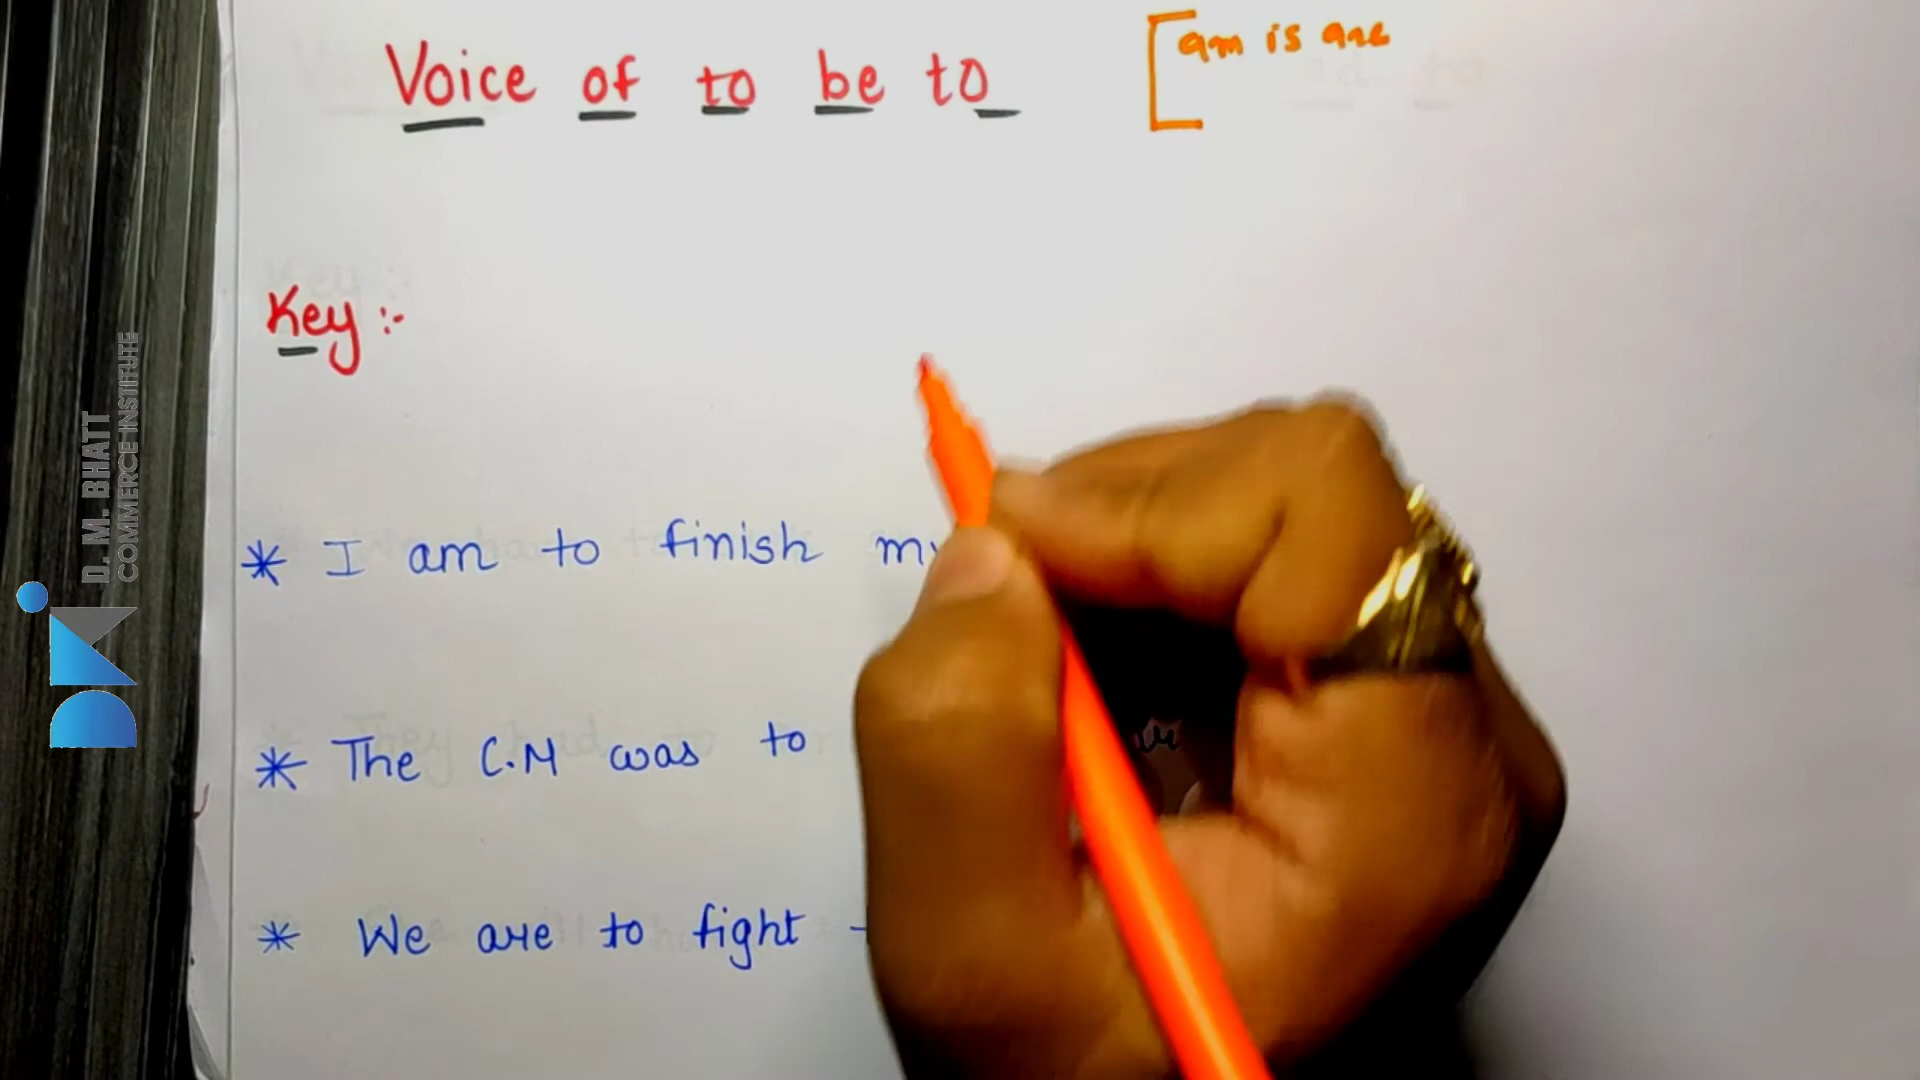 Voice of to be to
[am is are
Key :-
* I am to finish my
* The C.M was to
* We are to fight
D. M. BHATT
COMMERCE INSTITUTE